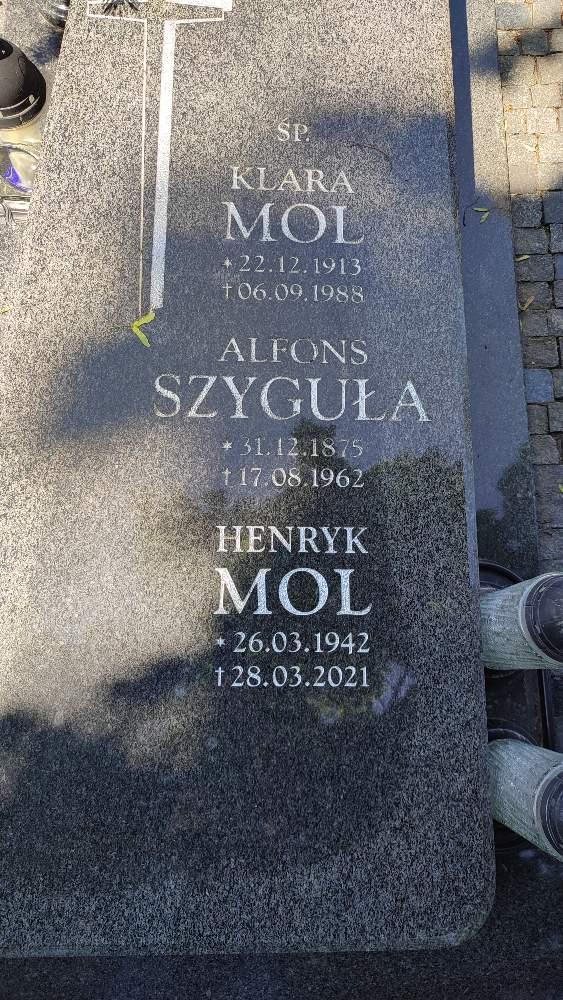 ŚP.
KLARA
MOL
* 22.12.1913
† 06.09.1988
ALFONS
SZYGUŁA
* 31.12.1875
† 17.08.1962
HENRYK
MOL
* 26.03.1942
† 28.03.2021